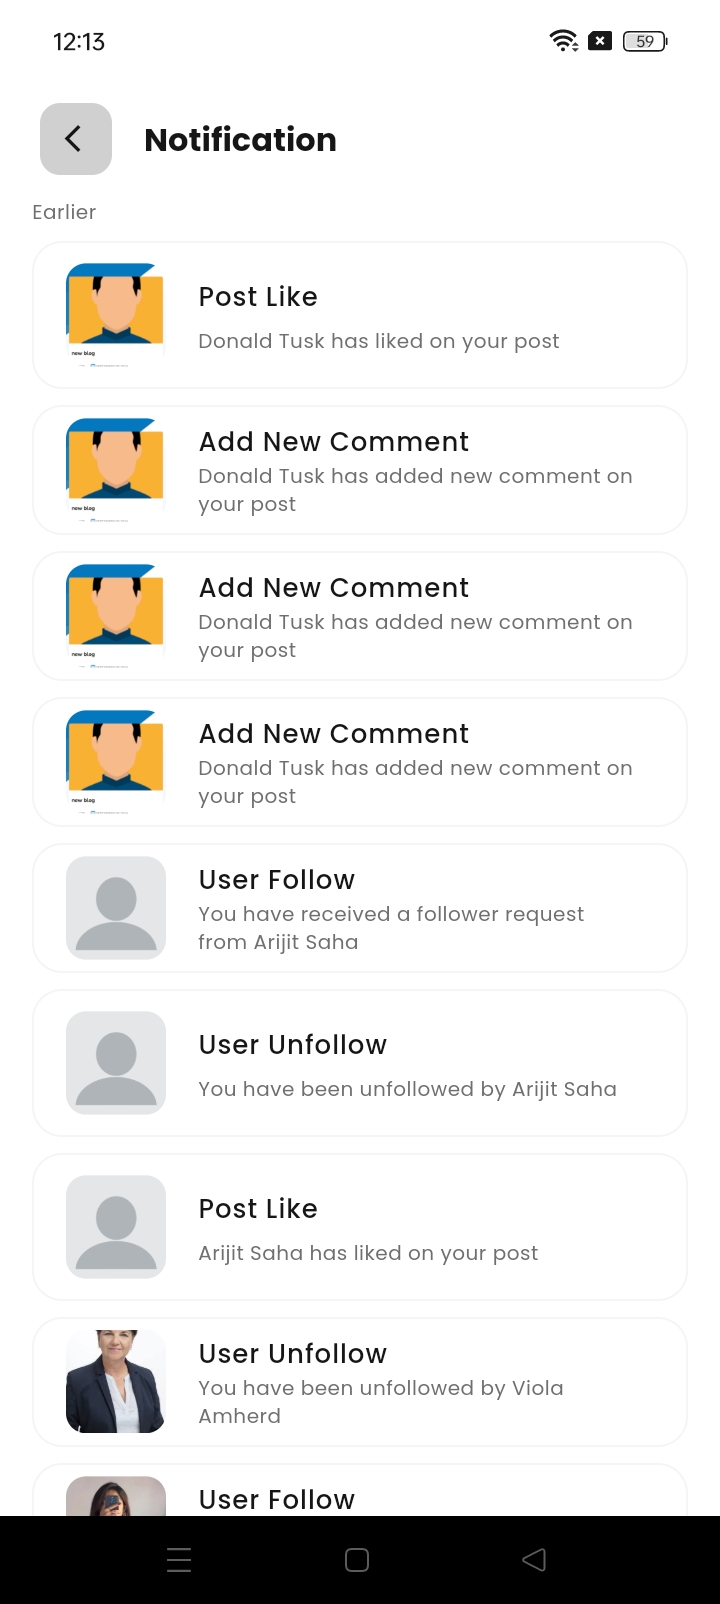 12:13
59
Notification
Earlier
Post Like
Donald Tusk has liked on your post
new blog
Add New Comment
Donald Tusk has added new comment on
your post
new blog
Add New Comment
Donald Tusk has added new comment on
your post
new blog
Add New Comment
Donald Tusk has added new comment on
your post
new blog
User Follow
You have received a follower request
from Arijit Saha
User Unfollow
You have been unfollowed by Arijit Saha
Post Like
Arijit Saha has liked on your post
User Unfollow
You have been unfollowed by Viola
Amherd
User Follow